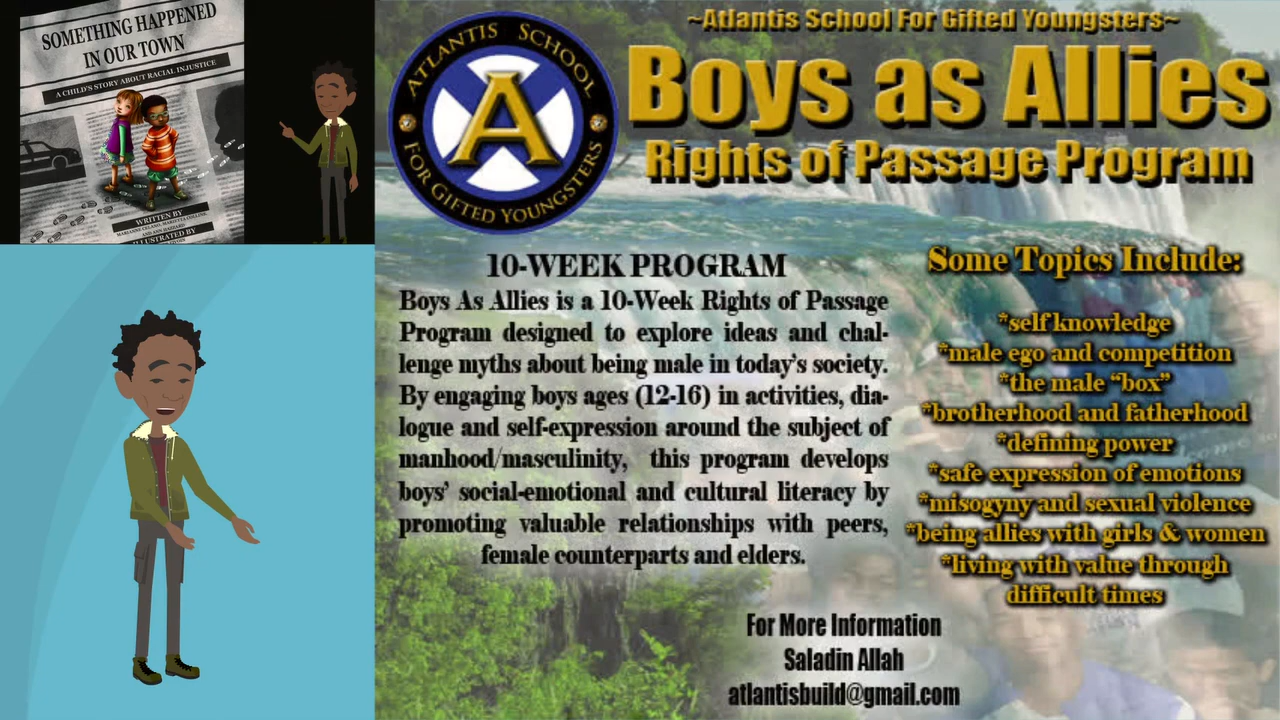 SOMETHING HAPPENED
IN OUR TOWN
A CHILD'S STORY ABOUT RACIAL INJUSTICE
WRITTEN BY
AND ANN HAZZARD
ILLUSTRATED BY
ATLANTIS SCHOOL
FOR GIFTED YOUNGSTERS
A
~Atlantis School For Gifted Youngsters~
Boys as Allies
Rights of Passage Program
10-WEEK PROGRAM
Boys As Allies is a 10-Week Rights of Passage
Program designed to explore ideas and chal-
lenge myths about being male in today's society.
By engaging boys ages (12-16) in activities, dia-
logue and self-expression around the subject of
manhood/masculinity, this program develops
boys' social-emotional and cultural literacy by
promoting valuable relationships with peers,
female counterparts and elders.
Some Topics Include:
*self knowledge
*male ego and competition
*the male “box”
*brotherhood and fatherhood
*defining power
*safe expression of emotions
*misogyny and sexual violence
*being allies with girls & women
*living with value through
difficult times
For More Information
Saladin Allah
atlantisbuild@gmail.com